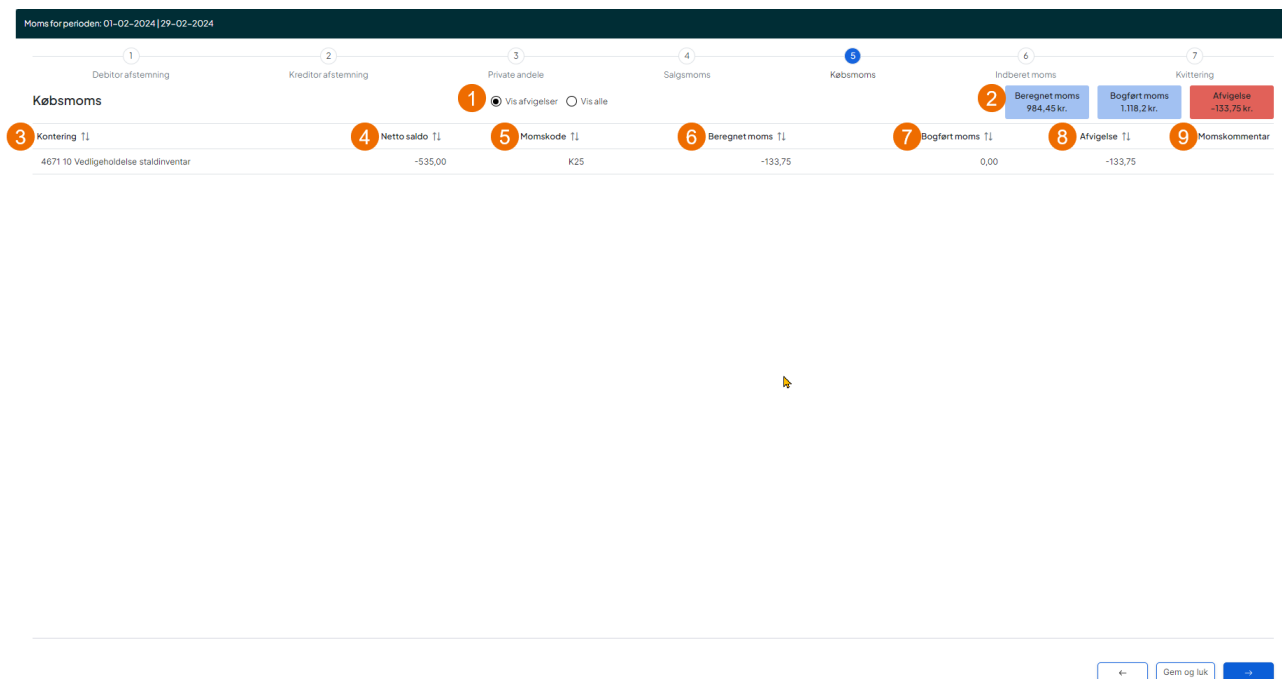 Moms for perioden: 01-02-2024 | 29-02-2024
1 2 3 4 5 6 7
Debitor afstemning Kreditor afstemning Private andele Salgsmoms Købsmoms Indberet moms Kvittering
Købsmoms 1 Vis afvigelser Vis alle 2 Beregnet moms Bogført moms Afvigelse
984,45 kr. 1.118,2 kr. -133,75 kr.
3 Kontering ↑↓ 4 Netto saldo ↑↓ 5 Momskode ↑↓ 6 Beregnet moms ↑↓ 7 Bogført moms ↑↓ 8 Afvigelse ↑↓ 9 Momskommentar
4671 10 Vedligeholdelse staldinventar -535,00 K25 -133,75 0,00 -133,75
← Gem og luk →